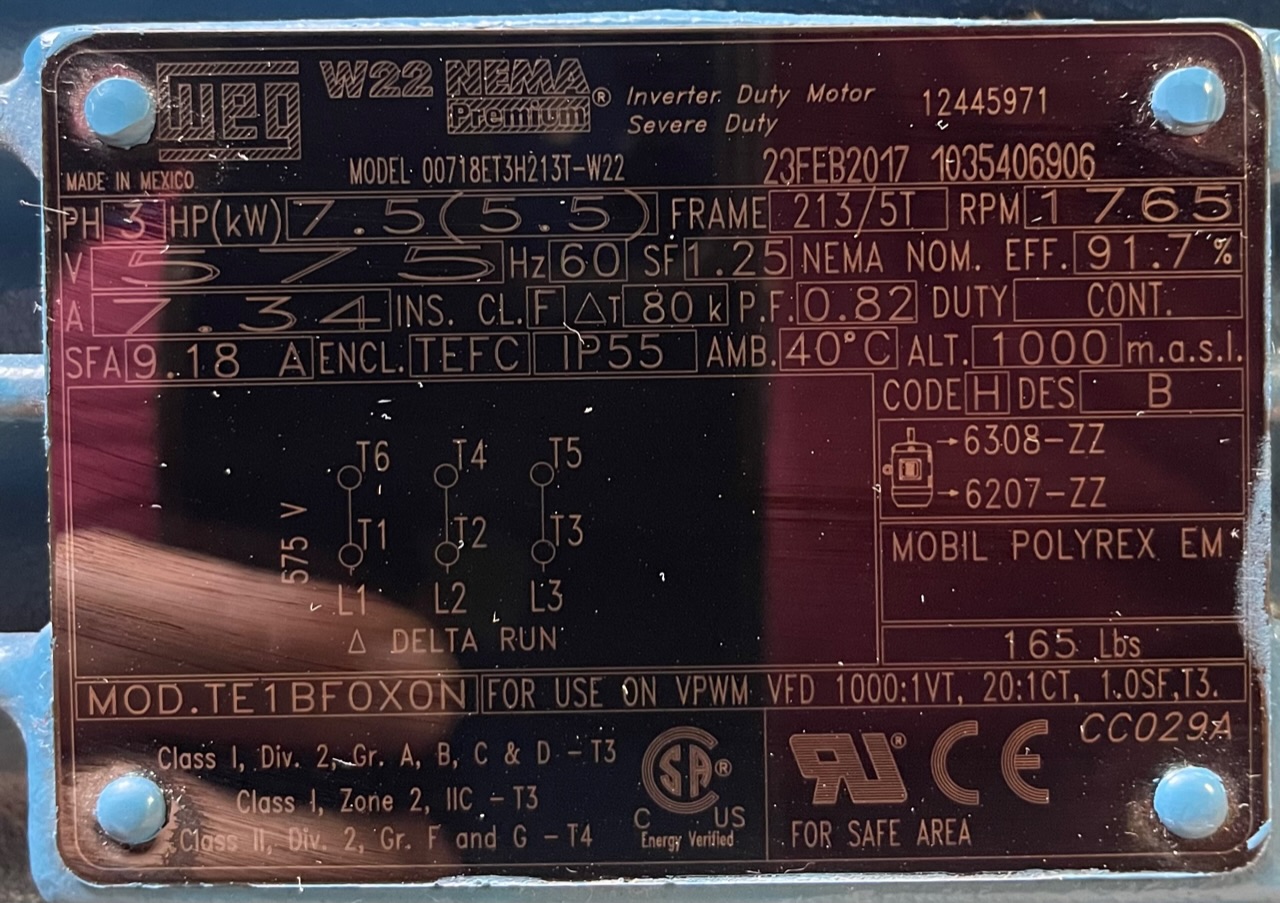 WEG W22 NEMA Premium® Inverter Duty Motor 12445971
Severe Duty
MADE IN MEXICO MODEL 00718ET3H213T-W22 23FEB2017 1035406906
PH 3 HP(kW) 7.5(5.5) FRAME 213/5T RPM 1765
V 575 Hz 60 SF 1.25 NEMA NOM. EFF. 91.7 %
A 7.34 INS. CL. F ΔT 80 k P.F. 0.82 DUTY CONT.
SFA 9.18 A ENCL. TEFC IP55 AMB. 40°C ALT. 1000 m.a.s.l.
CODE H DES B
→6308-ZZ
→6207-ZZ
MOBIL POLYREX EM
165 Lbs
575 V
T6 T4 T5
T1 T2 T3
L1 L2 L3
Δ DELTA RUN
MOD.TE1BFOXON FOR USE ON VPWM VFD 1000:1VT, 20:1CT, 1.0SF,T3.
Class I, Div. 2, Gr. A, B, C & D - T3
Class I, Zone 2, IIC - T3
Class II, Div. 2, Gr. F and G - T4
SA®
C US
Energy Verified
RU® CE CC029A
FOR SAFE AREA